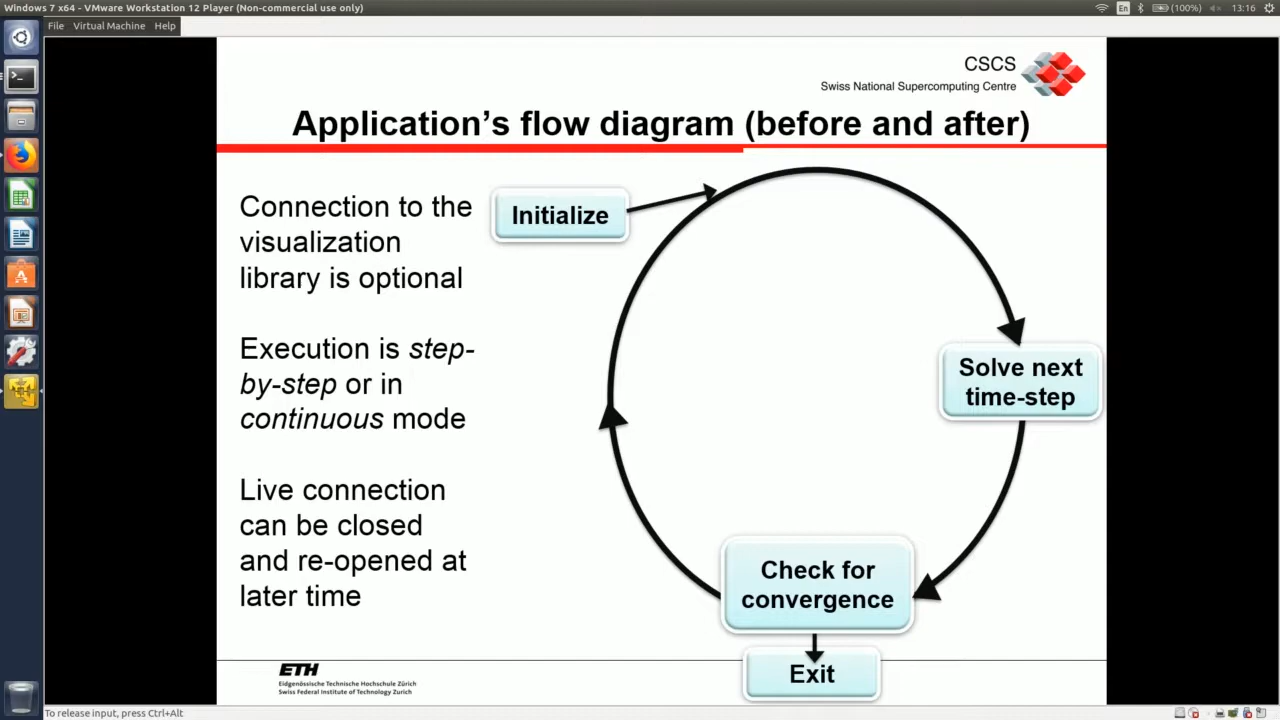 Windows 7 x64 - VMware Workstation 12 Player (Non-commercial use only)
En
(100%)
13:16
File Virtual Machine Help
CSCS
Swiss National Supercomputing Centre
Application's flow diagram (before and after)
Connection to the
visualization
library is optional
Execution is step-
by-step or in
continuous mode
Live connection
can be closed
and re-opened at
later time
Initialize
Solve next
time-step
Check for
convergence
Exit
ETH
Eidgenössische Technische Hochschule Zürich
Swiss Federal Institute of Technology Zurich
To release input, press Ctrl+Alt